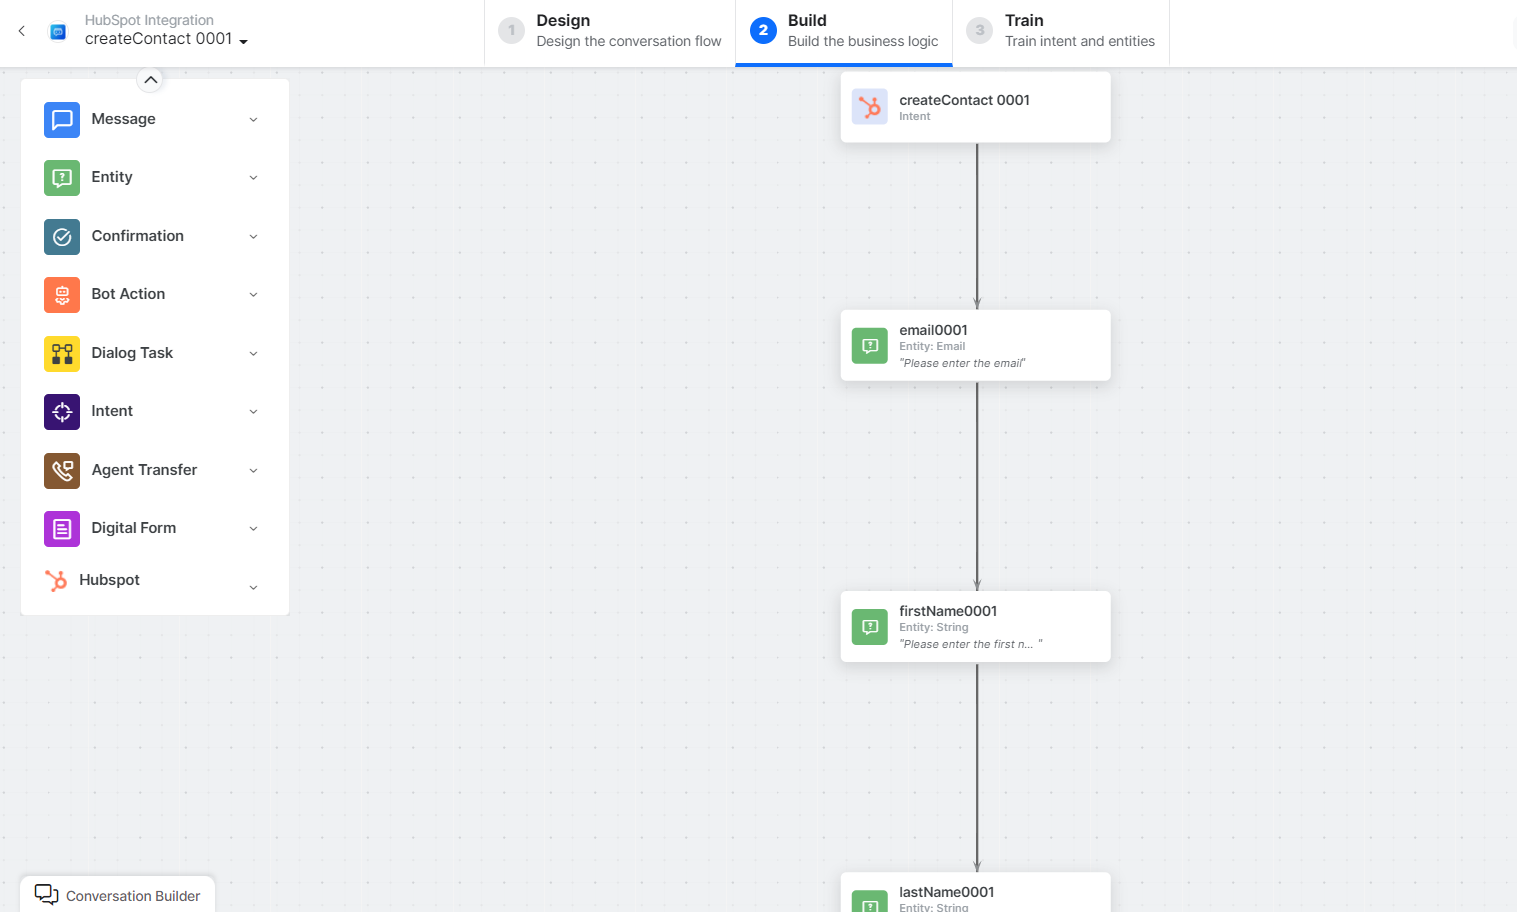 HubSpot Integration
createContact 0001
1
Design
Design the conversation flow
2
Build
Build the business logic
3
Train
Train intent and entities
Message
Entity
Confirmation
Bot Action
Dialog Task
Intent
Agent Transfer
Digital Form
Hubspot
createContact 0001
Intent
email0001
Entity: Email
"Please enter the email"
firstName0001
Entity: String
"Please enter the first n... "
lastName0001
Entity: String
Conversation Builder